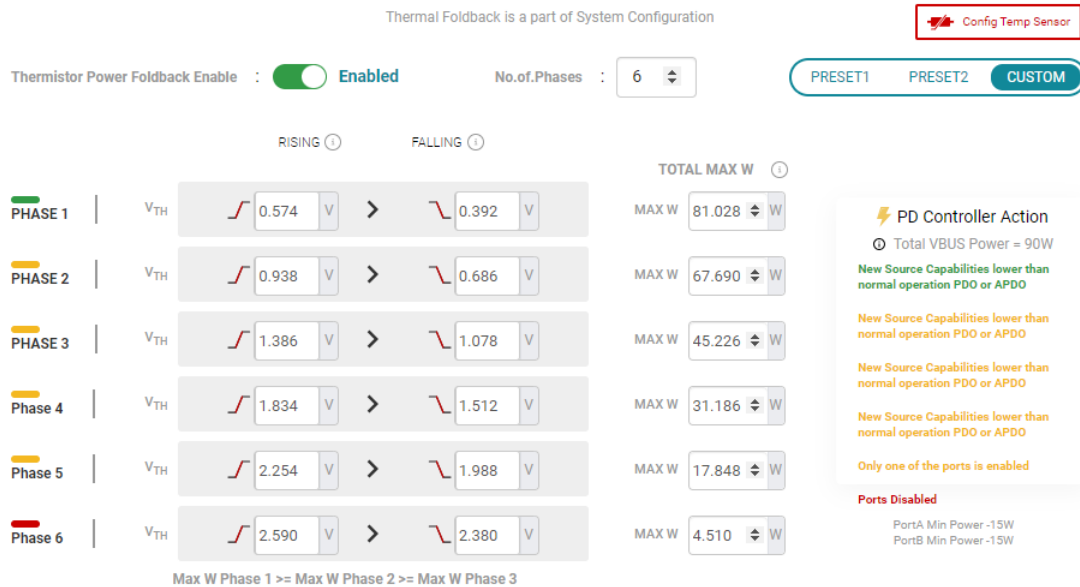 Thermal Foldback is a part of System Configuration
Config Temp Sensor
Thermistor Power Foldback Enable : Enabled No.of.Phases : 6 PRESET1 PRESET2 CUSTOM
RISING FALLING
TOTAL MAX W
PHASE 1 VTH 0.574 V > 0.392 V MAX W 81.028 W
PHASE 2 VTH 0.938 V > 0.686 V MAX W 67.690 W
PHASE 3 VTH 1.386 V > 1.078 V MAX W 45.226 W
Phase 4 VTH 1.834 V > 1.512 V MAX W 31.186 W
Phase 5 VTH 2.254 V > 1.988 V MAX W 17.848 W
Phase 6 VTH 2.590 V > 2.380 V MAX W 4.510 W
Max W Phase 1 >= Max W Phase 2 >= Max W Phase 3
PD Controller Action
Total VBUS Power = 90W
New Source Capabilities lower than
normal operation PDO or APDO
New Source Capabilities lower than
normal operation PDO or APDO
New Source Capabilities lower than
normal operation PDO or APDO
New Source Capabilities lower than
normal operation PDO or APDO
Only one of the ports is enabled
Ports Disabled
PortA Min Power -15W
PortB Min Power -15W